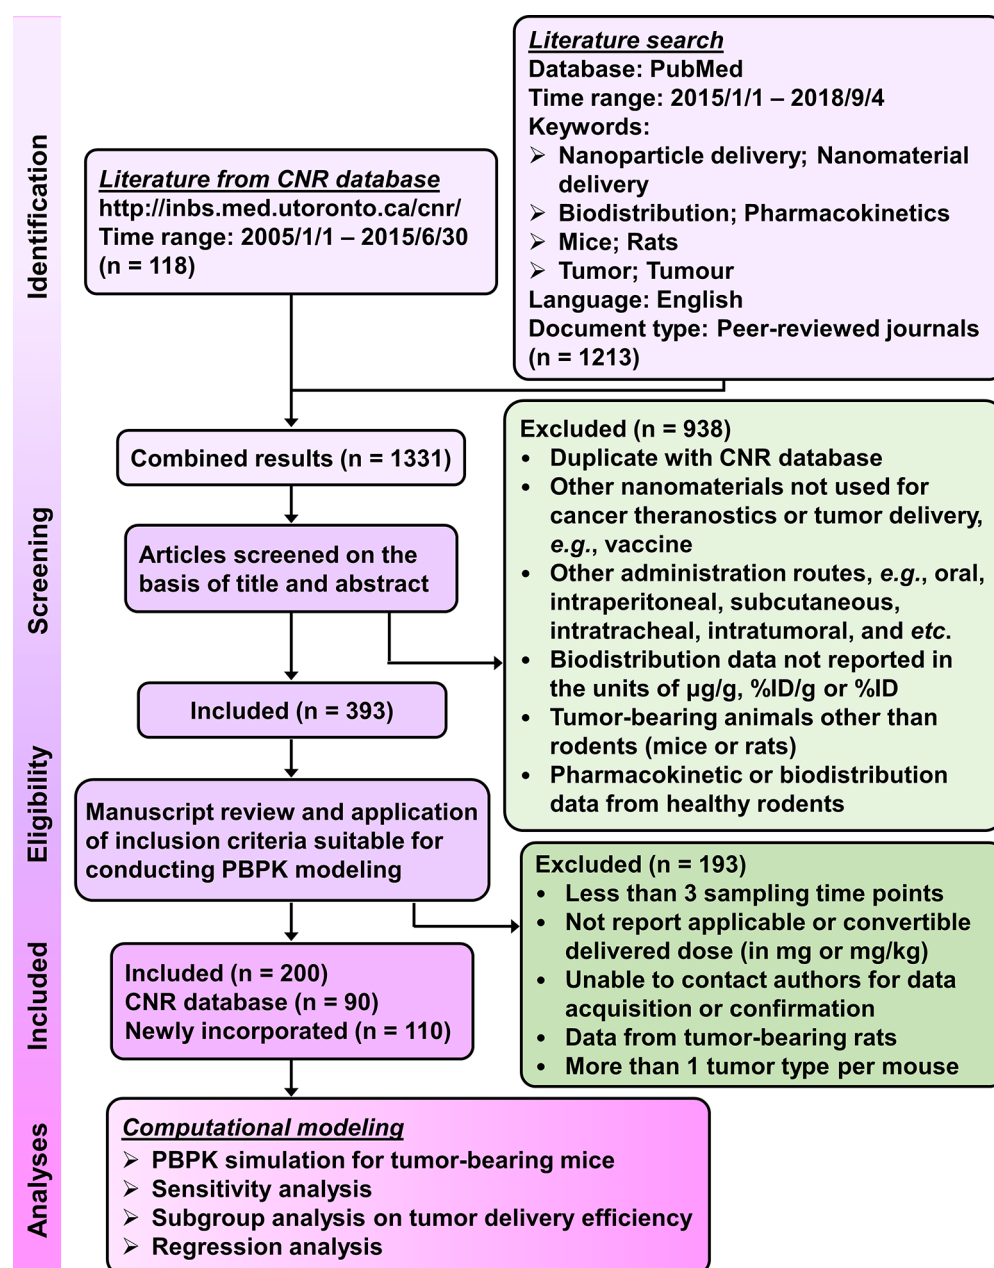 Identification
Literature from CNR database
http://inbs.med.utoronto.ca/cnr/
Time range: 2005/1/1 – 2015/6/30
(n = 118)
Literature search
Database: PubMed
Time range: 2015/1/1 – 2018/9/4
Keywords:
➢ Nanoparticle delivery; Nanomaterial
delivery
➢ Biodistribution; Pharmacokinetics
➢ Mice; Rats
➢ Tumor; Tumour
Language: English
Document type: Peer-reviewed journals
(n = 1213)
Screening
Combined results (n = 1331)
Articles screened on the
basis of title and abstract
Excluded (n = 938)
• Duplicate with CNR database
• Other nanomaterials not used for
cancer theranostics or tumor delivery,
e.g., vaccine
• Other administration routes, e.g., oral,
intraperitoneal, subcutaneous,
intratracheal, intratumoral, and etc.
• Biodistribution data not reported in
the units of µg/g, %ID/g or %ID
• Tumor-bearing animals other than
rodents (mice or rats)
• Pharmacokinetic or biodistribution
data from healthy rodents
Included (n = 393)
Eligibility
Manuscript review and application
of inclusion criteria suitable for
conducting PBPK modeling
Excluded (n = 193)
• Less than 3 sampling time points
• Not report applicable or convertible
delivered dose (in mg or mg/kg)
• Unable to contact authors for data
acquisition or confirmation
• Data from tumor-bearing rats
• More than 1 tumor type per mouse
Included
Included (n = 200)
CNR database (n = 90)
Newly incorporated (n = 110)
Analyses
Computational modeling
➢ PBPK simulation for tumor-bearing mice
➢ Sensitivity analysis
➢ Subgroup analysis on tumor delivery efficiency
➢ Regression analysis